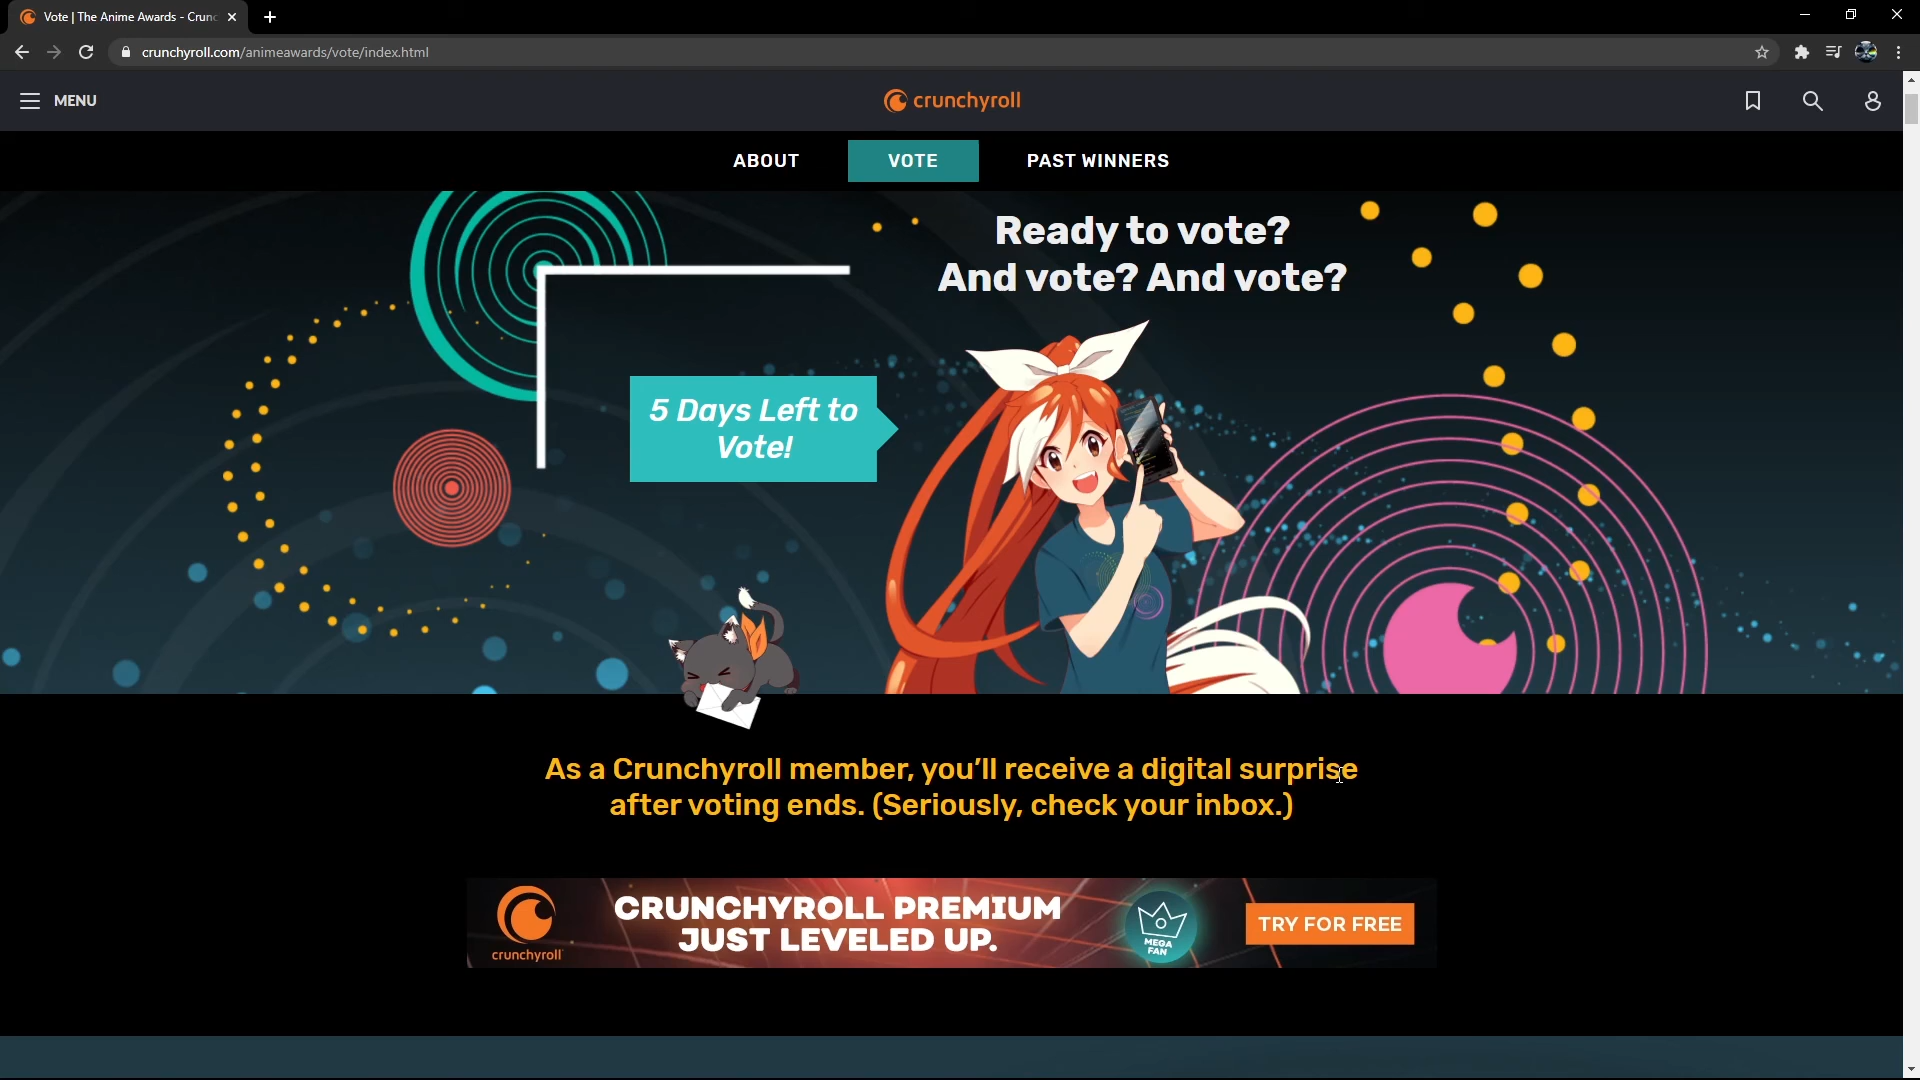 Vote | The Anime Awards - Crunc
crunchyroll.com/animeawards/vote/index.html
MENU
crunchyroll
ABOUT
VOTE
PAST WINNERS
Ready to vote?
And vote? And vote?
5 Days Left to
Vote!
As a Crunchyroll member, you’ll receive a digital surprise
after voting ends. (Seriously, check your inbox.)
crunchyroll
CRUNCHYROLL PREMIUM
JUST LEVELED UP.
MEGA
FAN
TRY FOR FREE